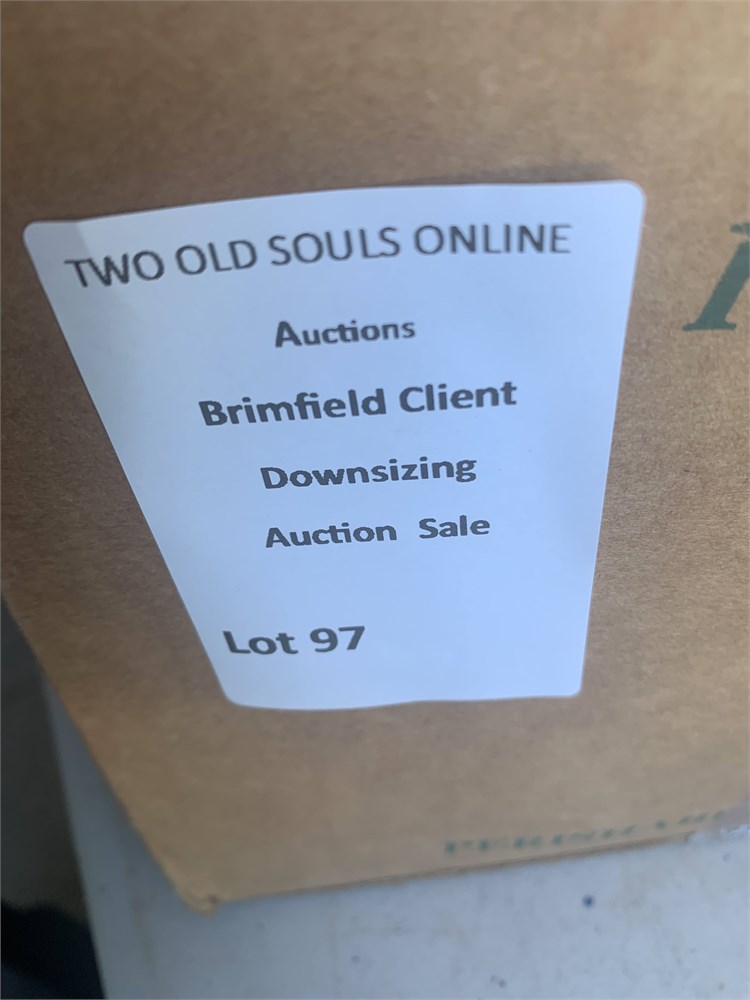 TWO OLD SOULS ONLINE
Auctions
Brimfield Client
Downsizing
Auction Sale
Lot 97